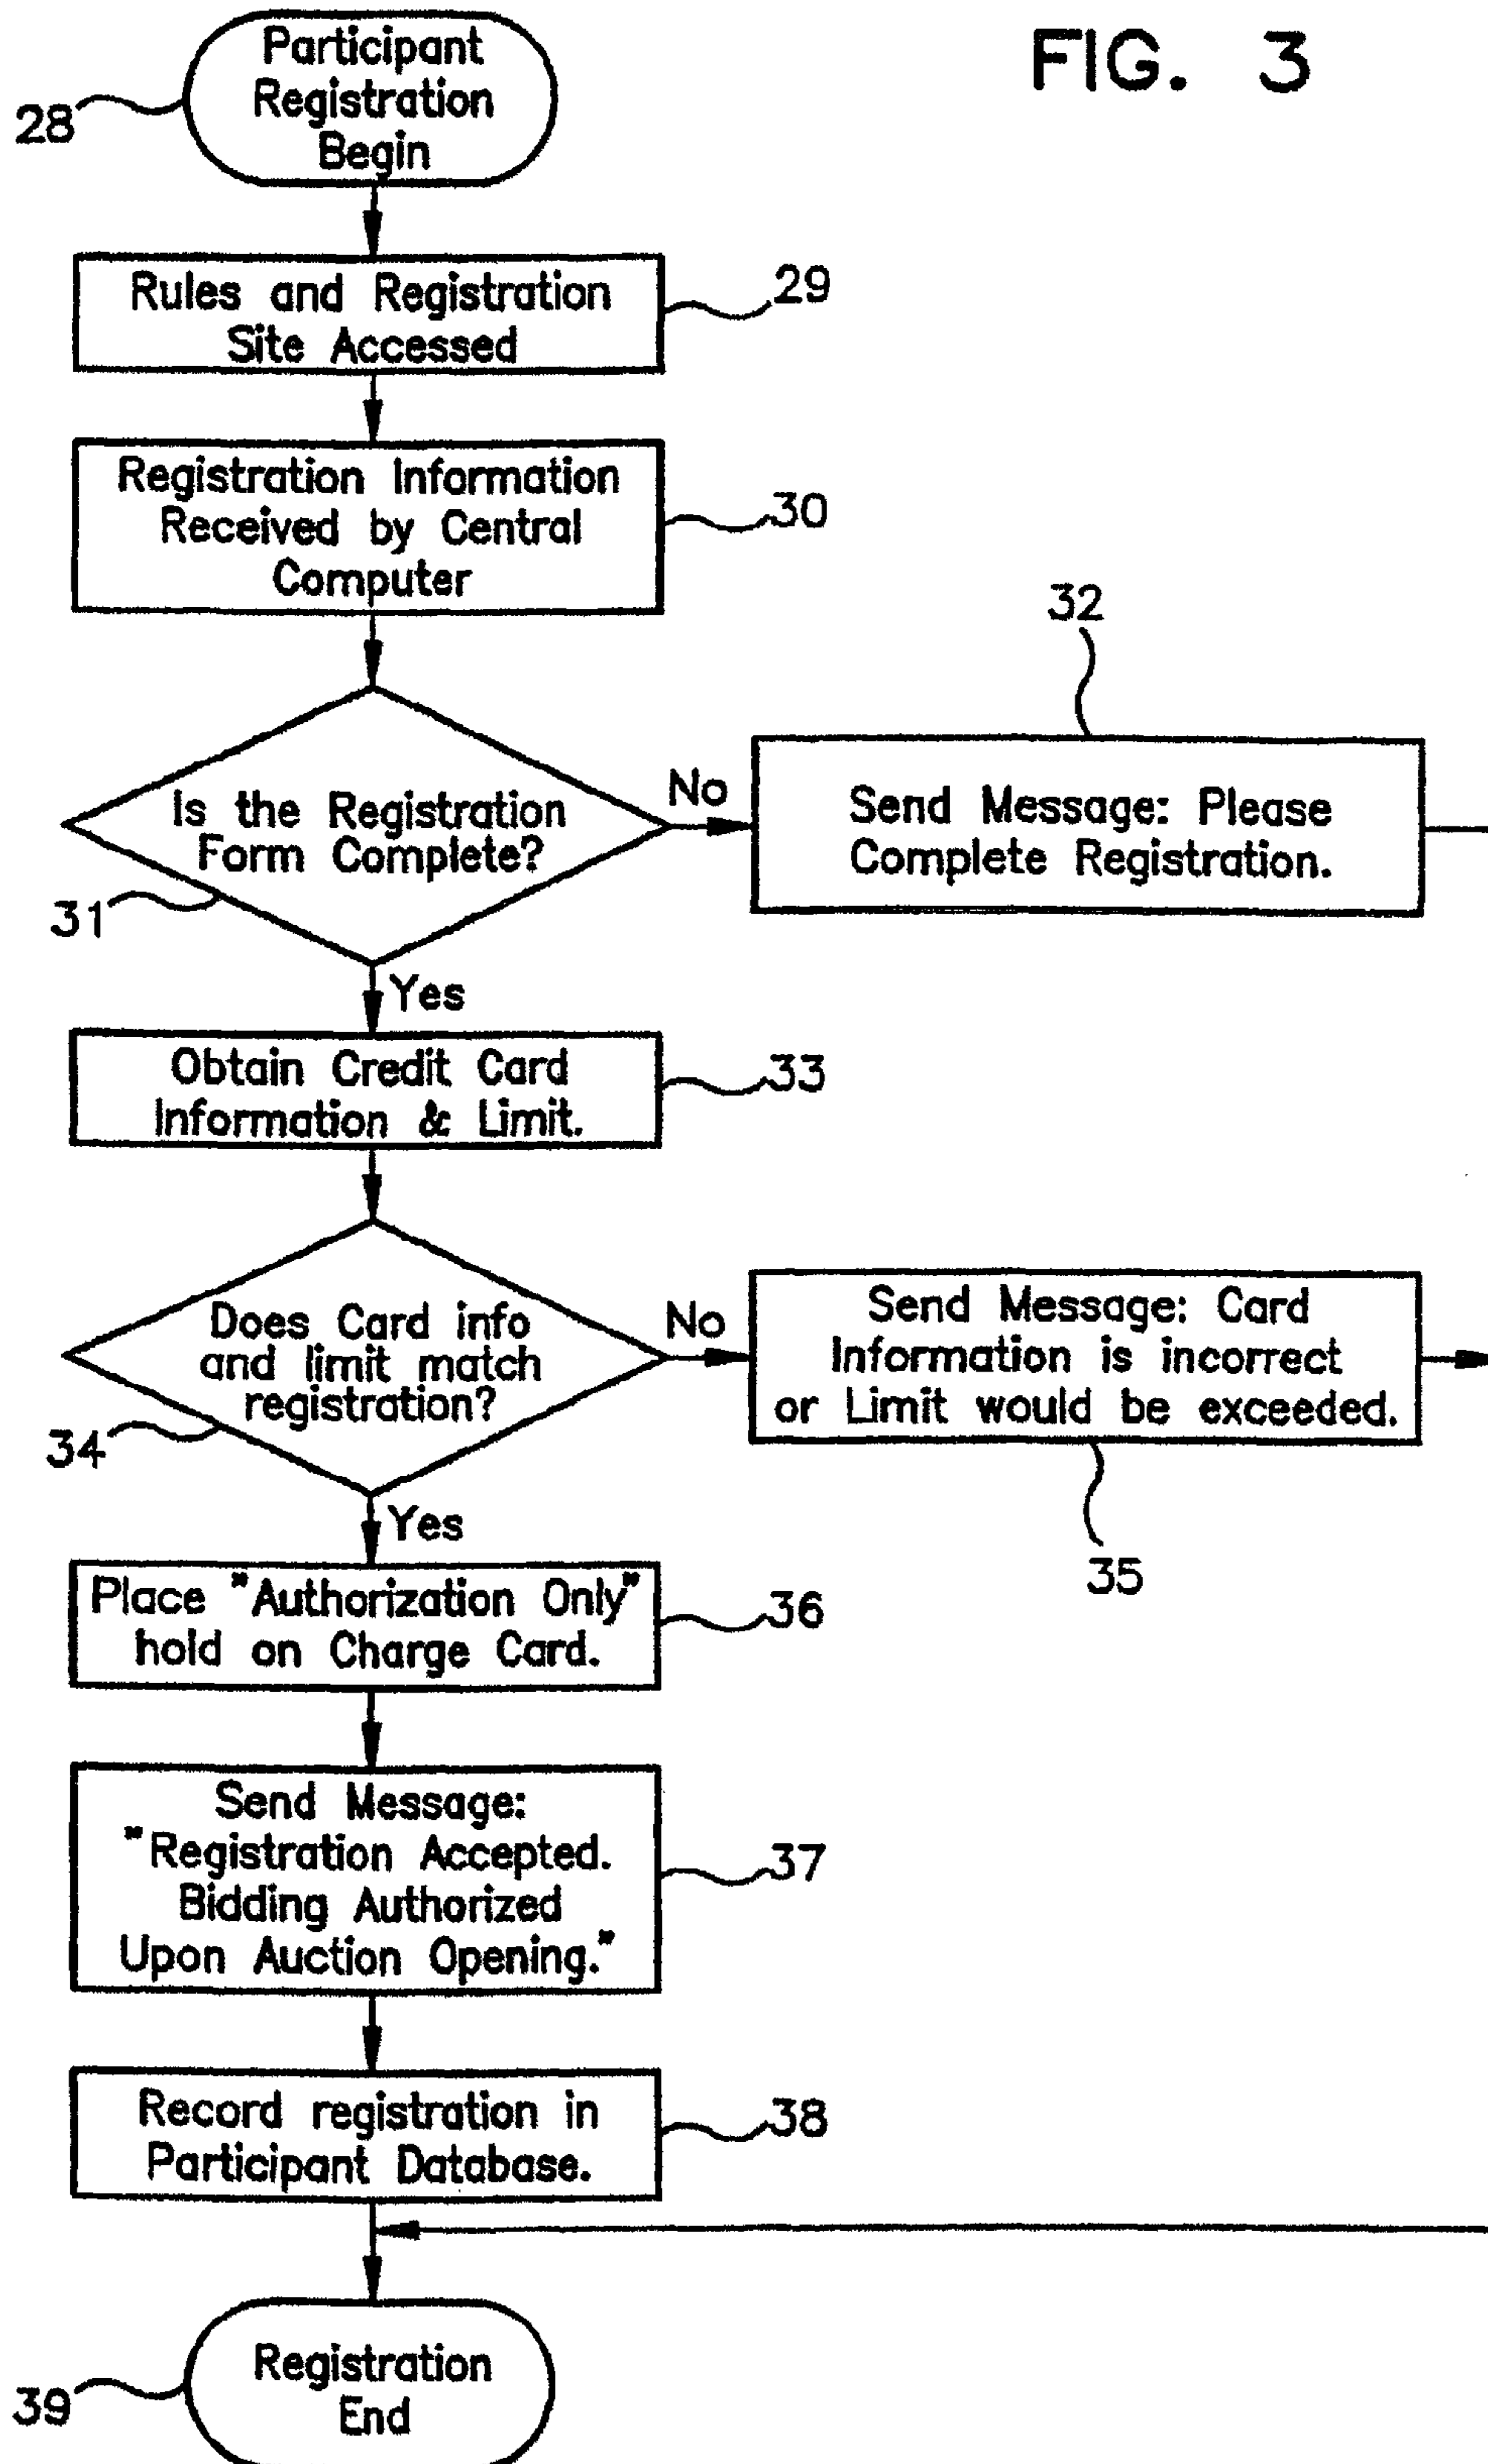 FIG. 3
Participant
Registration
Begin
28
Rules and Registration
Site Accessed
29
Registration Information
Received by Central
Computer
30
Is the Registration
Form Complete?
31
No
32
Send Message: Please
Complete Registration.
Yes
Obtain Credit Card
Information & Limit.
33
Does Card info
and limit match
registration?
34
No
Send Message: Card
Information is incorrect
or Limit would be exceeded.
35
Yes
Place "Authorization Only"
hold on Charge Card.
36
Send Message:
"Registration Accepted.
Bidding Authorized
Upon Auction Opening."
37
Record registration in
Participant Database.
38
Registration
End
39